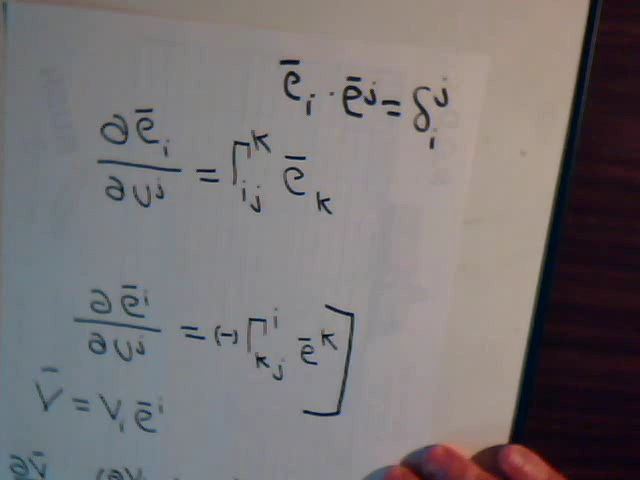 ē_i · ē^j = δ_i^j
∂ē_i / ∂U^j = Γ^k_ij ē_k
∂ē^i / ∂U^j = (-) Γ^i_kj ē^k ]
V̄ = V_i ē^i
∂V̄